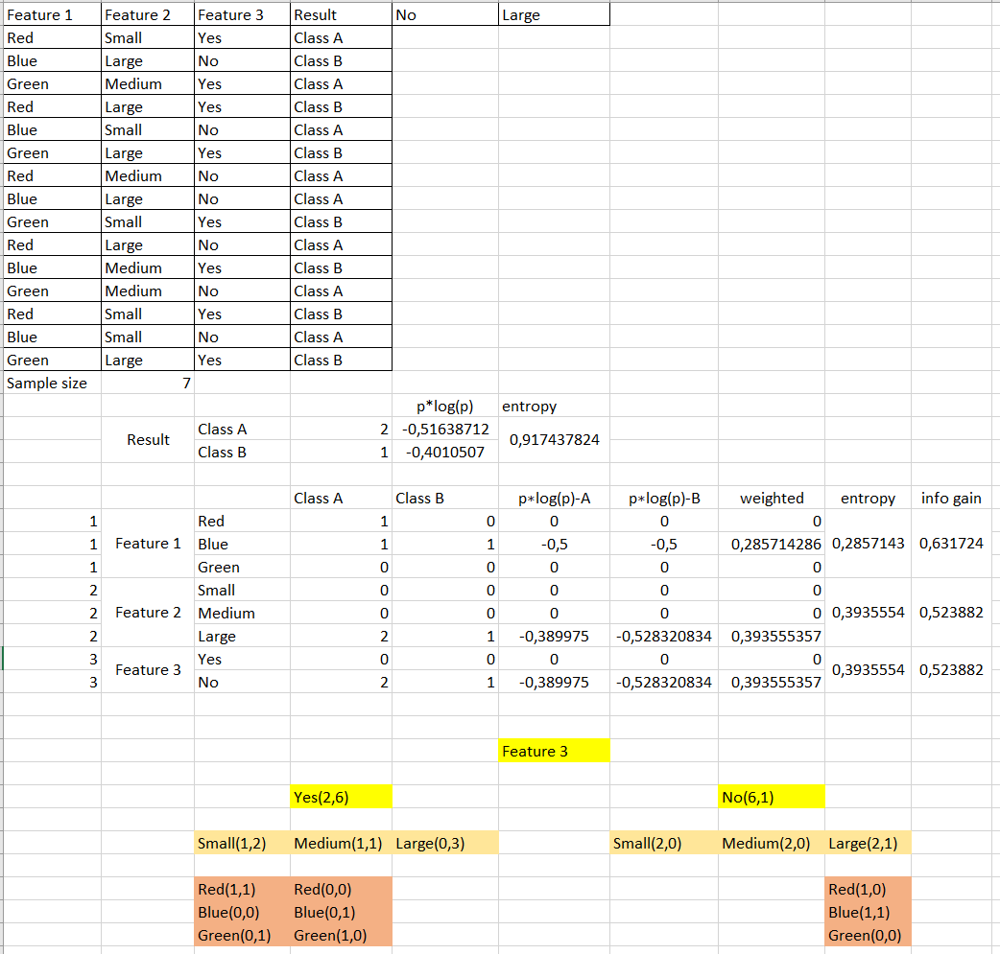 Feature 1 Feature 2 Feature 3 Result No Large
Red Small Yes Class A
Blue Large No Class B
Green Medium Yes Class A
Red Large Yes Class B
Blue Small No Class A
Green Large Yes Class B
Red Medium No Class A
Blue Large No Class A
Green Small Yes Class B
Red Large No Class A
Blue Medium Yes Class B
Green Medium No Class A
Red Small Yes Class B
Blue Small No Class A
Green Large Yes Class B
Sample size 7
p*log(p) entropy
Result Class A 2 -0,51638712 0,917437824
Class B 1 -0,4010507
Class A Class B p*log(p)-A p*log(p)-B weighted entropy info gain
1 Red 1 0 0 0 0
1 Feature 1 Blue 1 1 -0,5 -0,5 0,285714286 0,2857143 0,631724
1 Green 0 0 0 0 0
2 Small 0 0 0 0 0
2 Feature 2 Medium 0 0 0 0 0 0,3935554 0,523882
2 Large 2 1 -0,389975 -0,528320834 0,393555357
3 Feature 3 Yes 0 0 0 0 0 0,3935554 0,523882
3 No 2 1 -0,389975 -0,528320834 0,393555357
Feature 3
Yes(2,6) No(6,1)
Small(1,2) Medium(1,1) Large(0,3) Small(2,0) Medium(2,0) Large(2,1)
Red(1,1) Red(0,0) Red(1,0)
Blue(0,0) Blue(0,1) Blue(1,1)
Green(0,1) Green(1,0) Green(0,0)